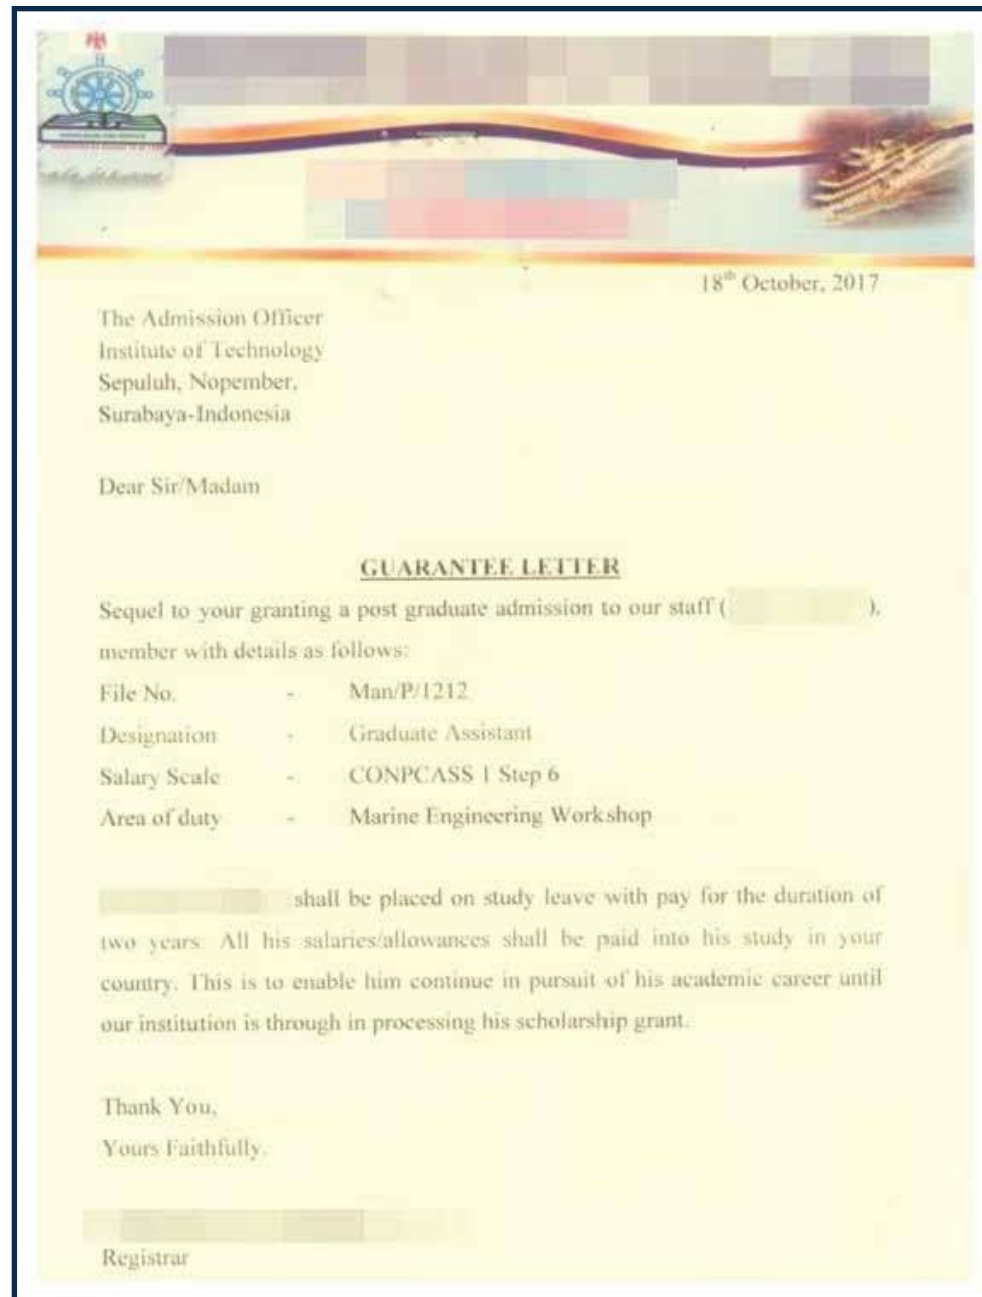 18th October, 2017
The Admission Officer
Institute of Technology
Sepuluh, Nopember,
Surabaya-Indonesia
Dear Sir/Madam
GUARANTEE LETTER
Sequel to your granting a post graduate admission to our staff ( ),
member with details as follows:
File No. - Man/P/1212
Designation - Graduate Assistant
Salary Scale - CONPCASS 1 Step 6
Area of duty - Marine Engineering Workshop
shall be placed on study leave with pay for the duration of
two years. All his salaries/allowances shall be paid into his study in your
country. This is to enable him continue in pursuit of his academic career until
our institution is through in processing his scholarship grant.
Thank You,
Yours Faithfully.
Registrar